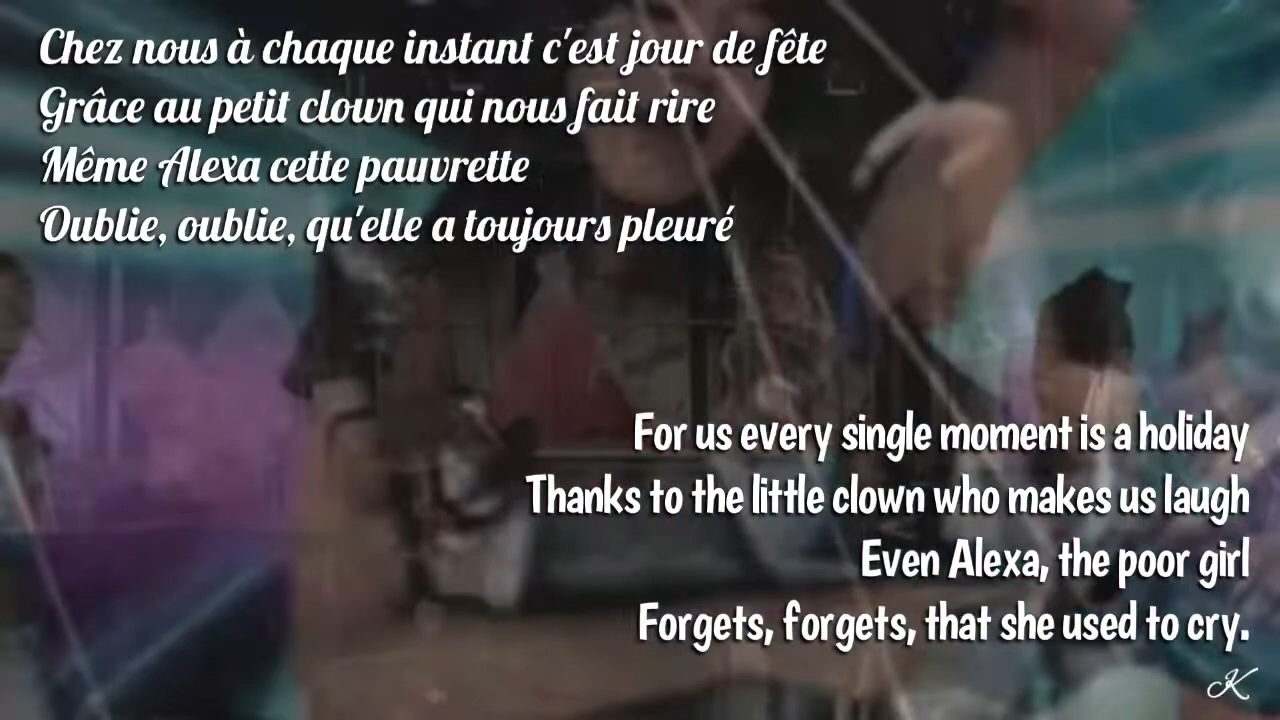 Chez nous à chaque instant c'est jour de fête
Grâce au petit clown qui nous fait rire
Même Alexa cette pauvrette
Oublie, oublie, qu'elle a toujours pleuré
For us every single moment is a holiday
Thanks to the little clown who makes us laugh
Even Alexa, the poor girl
Forgets, forgets, that she used to cry.
K